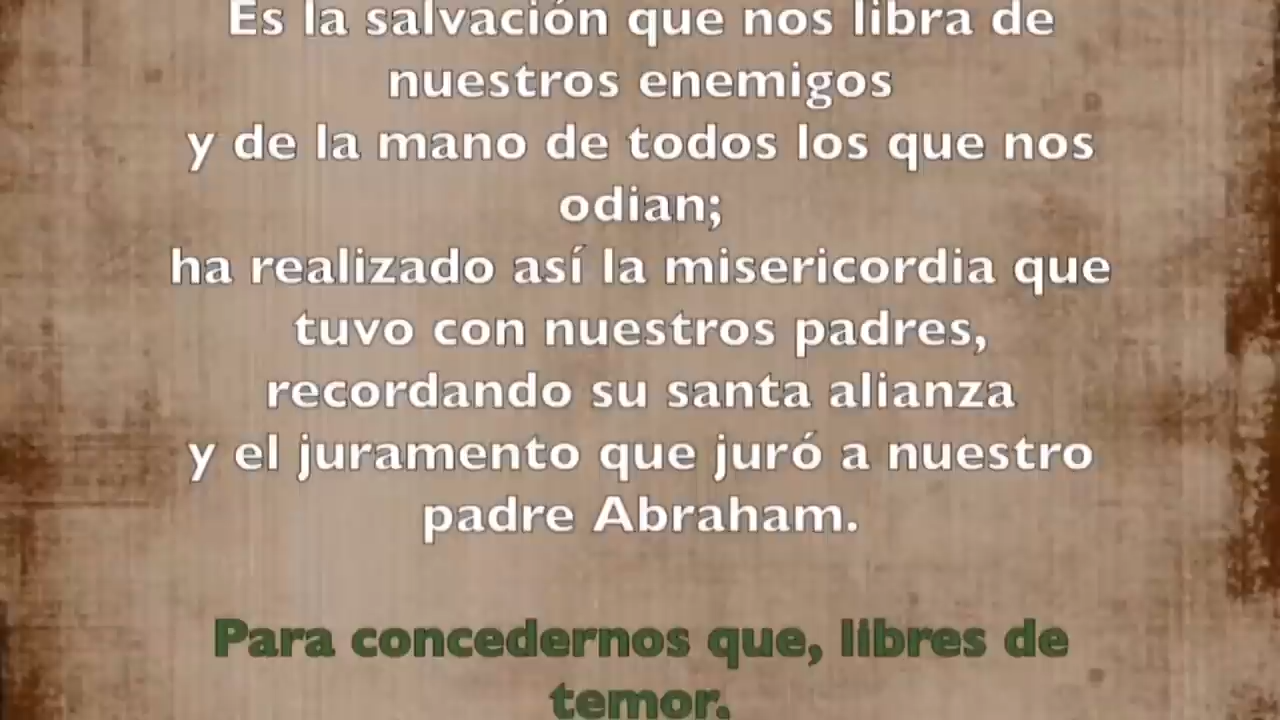 Es la salvación que nos libra de
nuestros enemigos
y de la mano de todos los que nos
odian;
ha realizado así la misericordia que
tuvo con nuestros padres,
recordando su santa alianza
y el juramento que juró a nuestro
padre Abraham.
Para concedernos que, libres de
temor.